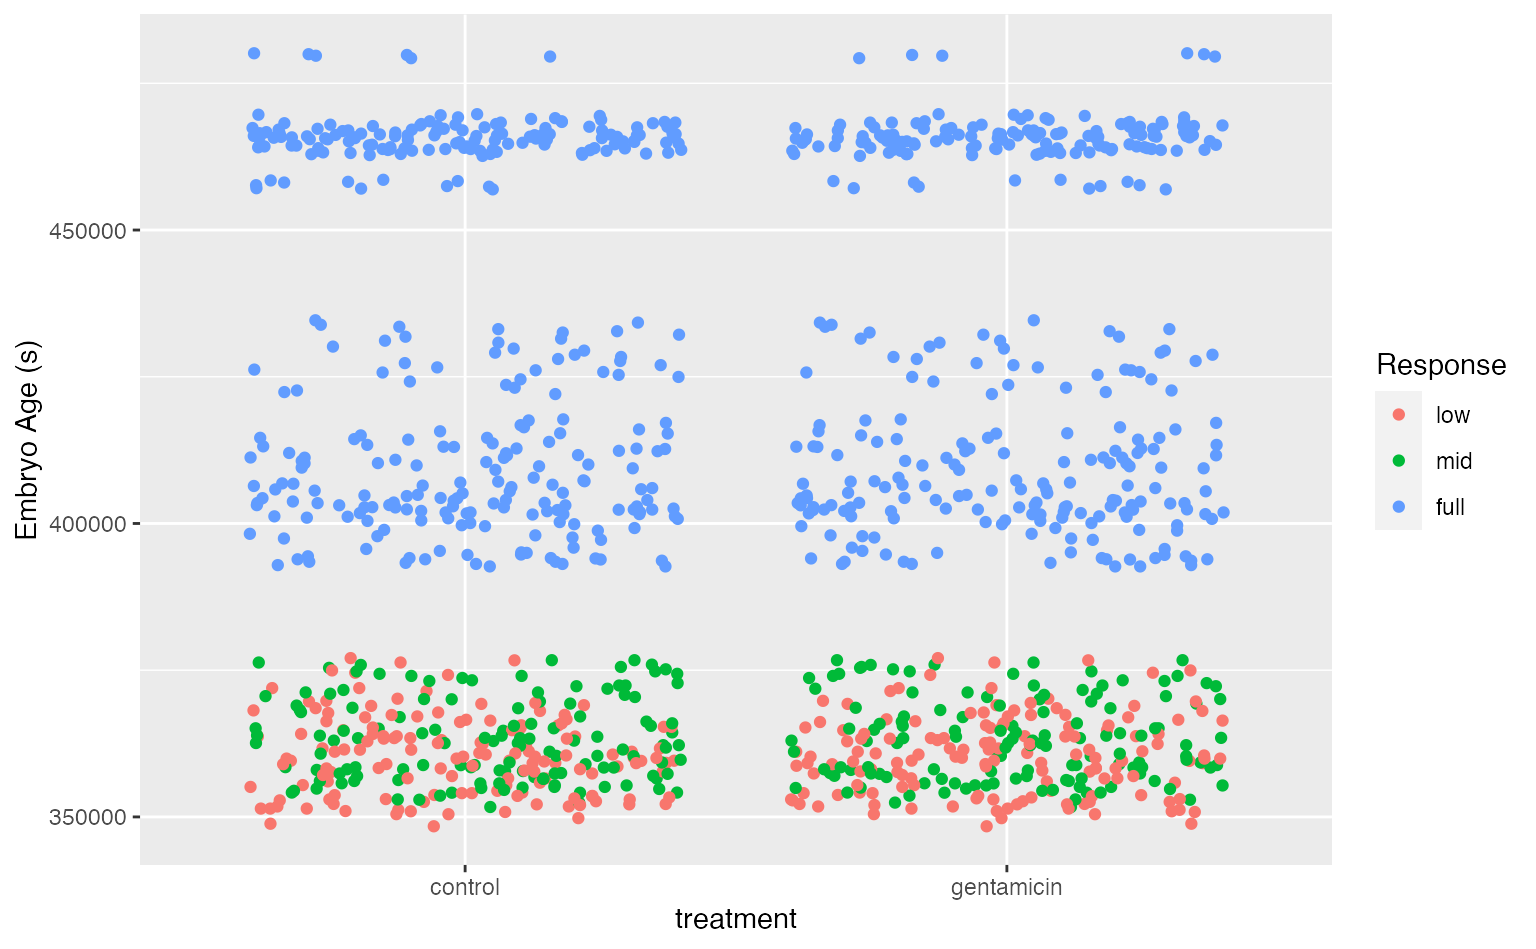 Embryo Age (s)
450000
400000
350000
control
gentamicin
treatment
Response
low
mid
full